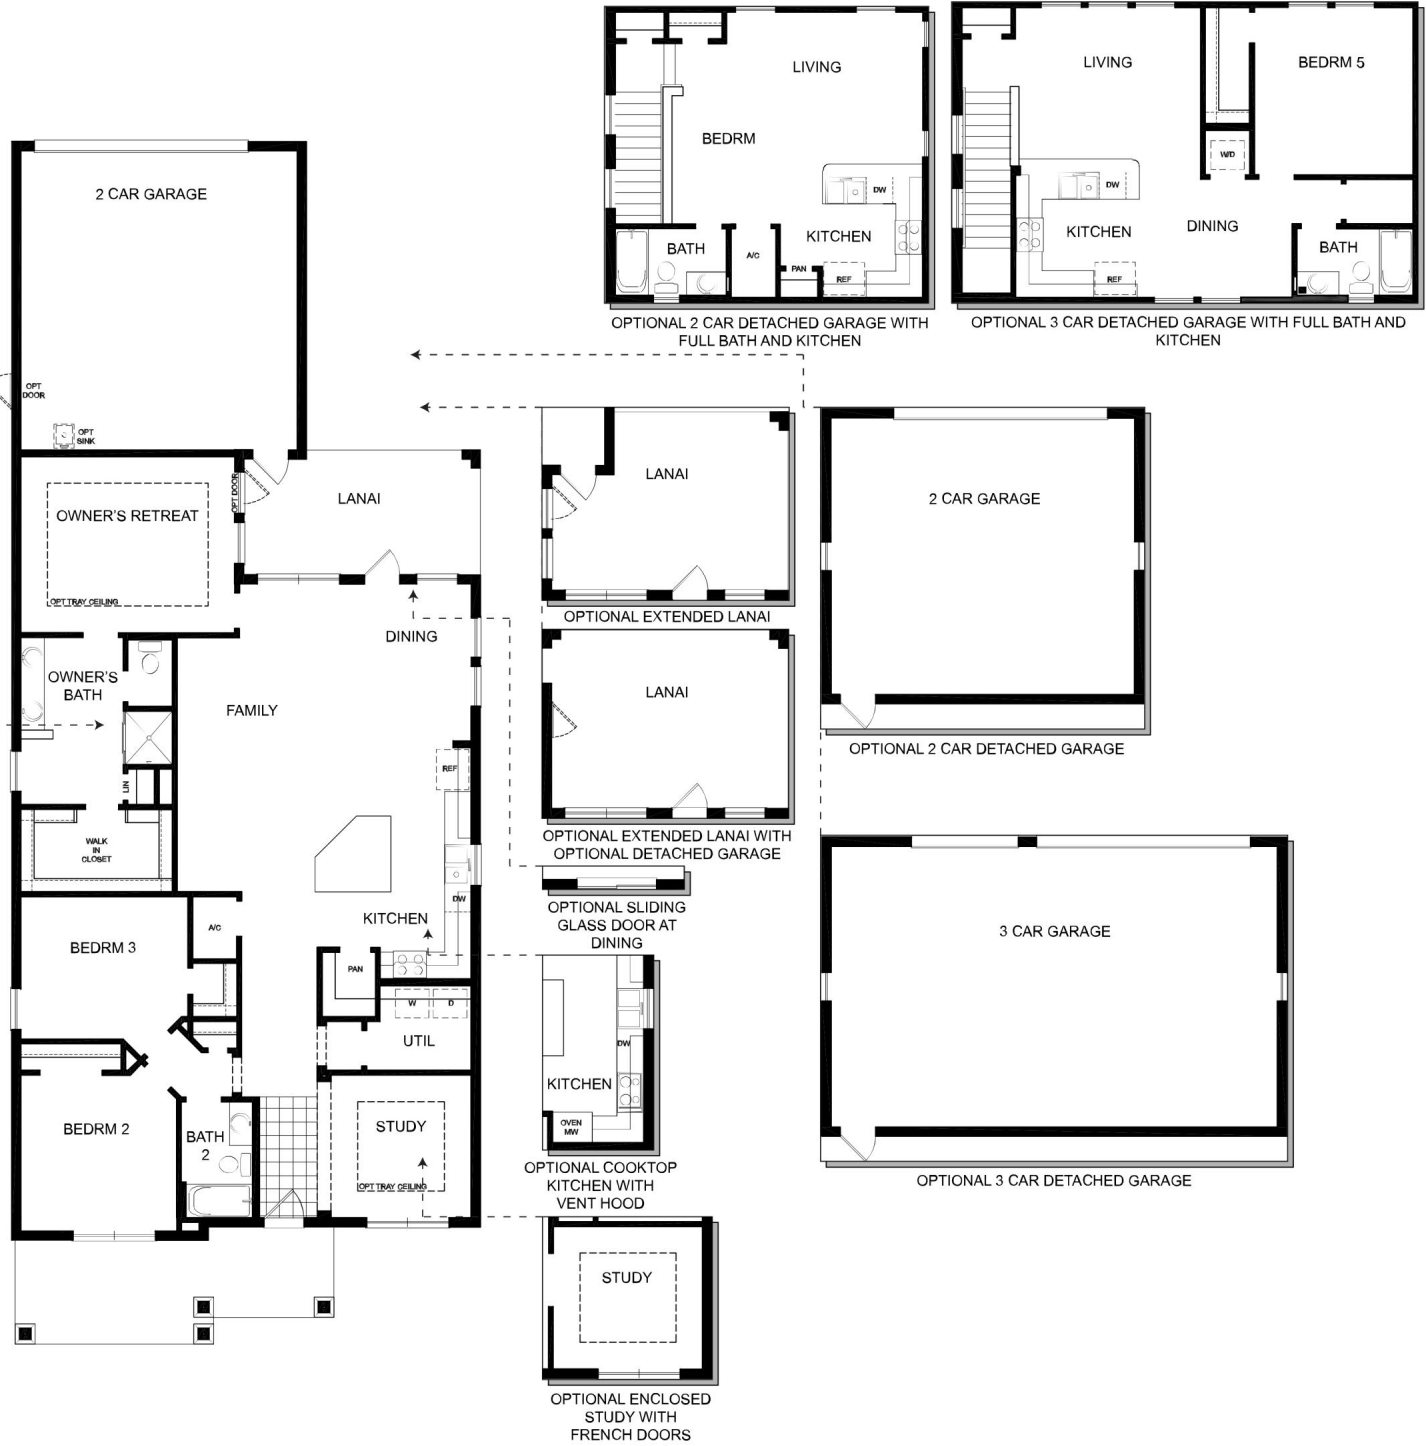 LIVING
BEDRM
DW
KITCHEN
BATH
A/C
PAN
REF
OPTIONAL 2 CAR DETACHED GARAGE WITH
FULL BATH AND KITCHEN
LIVING
BEDRM 5
W/D
DW
KITCHEN
DINING
BATH
REF
OPTIONAL 3 CAR DETACHED GARAGE WITH FULL BATH AND
KITCHEN
2 CAR GARAGE
OPT
DOOR
OPT
SINK
OPT DOOR
LANAI
OWNER'S RETREAT
OPT TRAY CEILING
DINING
OWNER'S
BATH
FAMILY
REF
LIN
WALK
IN
CLOSET
DW
KITCHEN
A/C
BEDRM 3
PAN
W
D
UTIL
BEDRM 2
BATH
2
STUDY
OPT TRAY CEILING
LANAI
OPTIONAL EXTENDED LANAI
LANAI
OPTIONAL EXTENDED LANAI WITH
OPTIONAL DETACHED GARAGE
OPTIONAL SLIDING
GLASS DOOR AT
DINING
DW
KITCHEN
OVEN
MW
OPTIONAL COOKTOP
KITCHEN WITH
VENT HOOD
STUDY
OPTIONAL ENCLOSED
STUDY WITH
FRENCH DOORS
2 CAR GARAGE
OPTIONAL 2 CAR DETACHED GARAGE
3 CAR GARAGE
OPTIONAL 3 CAR DETACHED GARAGE